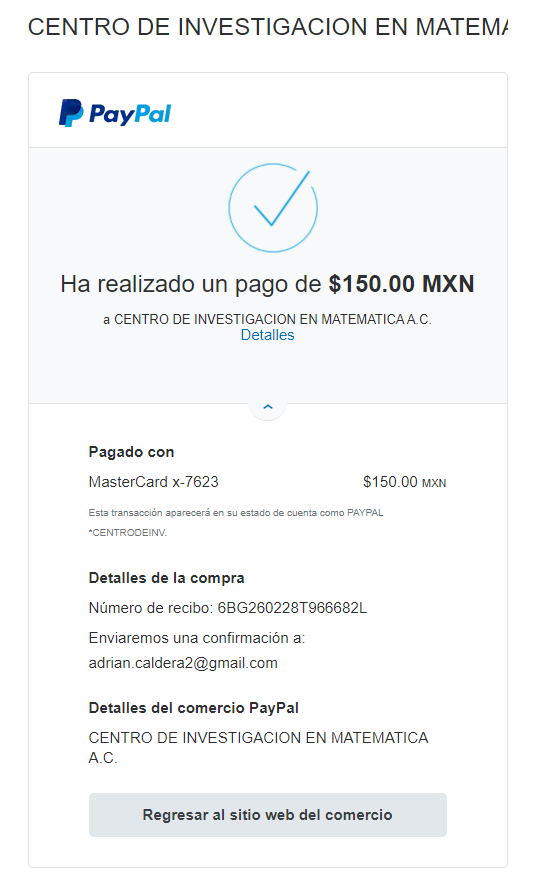 CENTRO DE INVESTIGACION EN
PayPal
Ha realizado un pago de $150.00 MXN
a CENTRO DE INVESTIGACION EN MATEMATICA A.C.
Detalles
Pagado con
MasterCard x-7623 $150.00 MXN
Esta transacción aparecerá en su estado de cuenta como PAYPAL
*CENTRODEINV.
Detalles de la compra
Número de recibo: 6BG260228T966682L
Enviaremos una confirmación a:
adrian.caldera2@gmail.com
Detalles del comercio PayPal
CENTRO DE INVESTIGACION EN MATEMATICA
A.C.
Regresar al sitio web del comercio